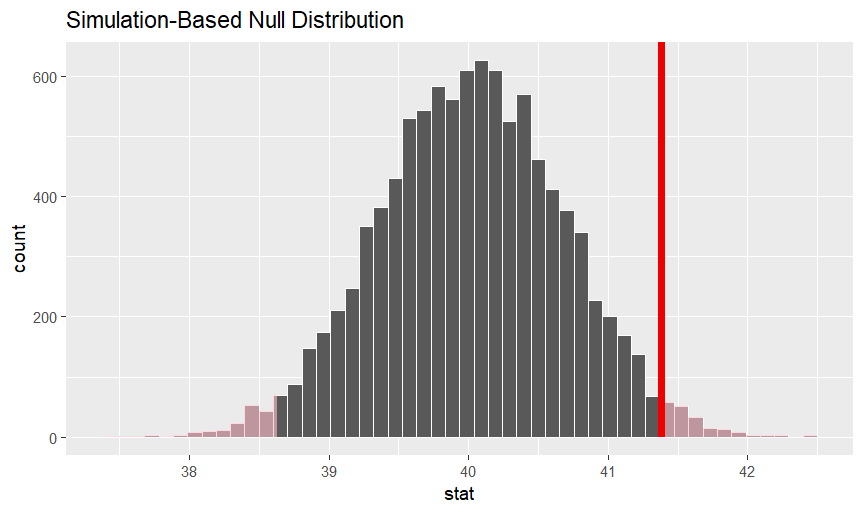 Simulation-Based Null Distribution
600
400
200
0
count
38 39 40 41 42
stat